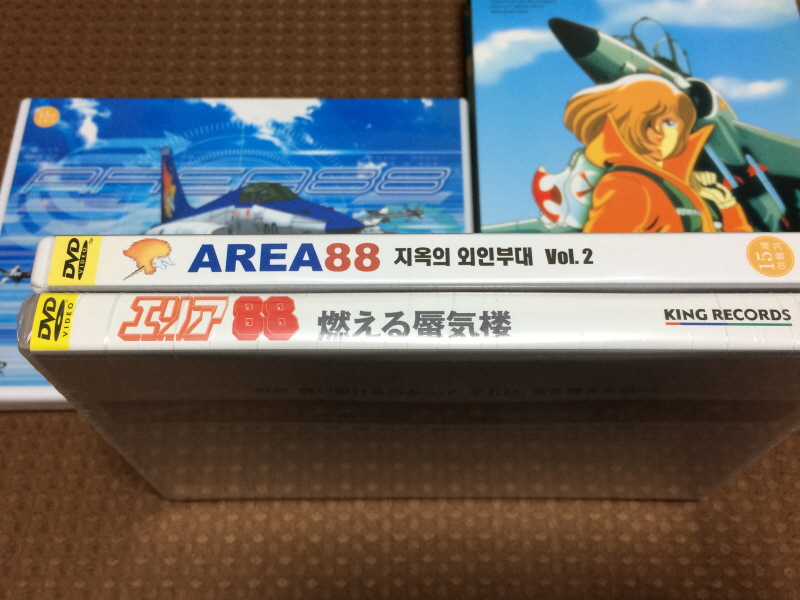 AREA88
DVD VIDEO AREA88 지옥의 외인부대 Vol.2 15세 이용가
DVD VIDEO エリア88 燃える蜃気楼 KING RECORDS